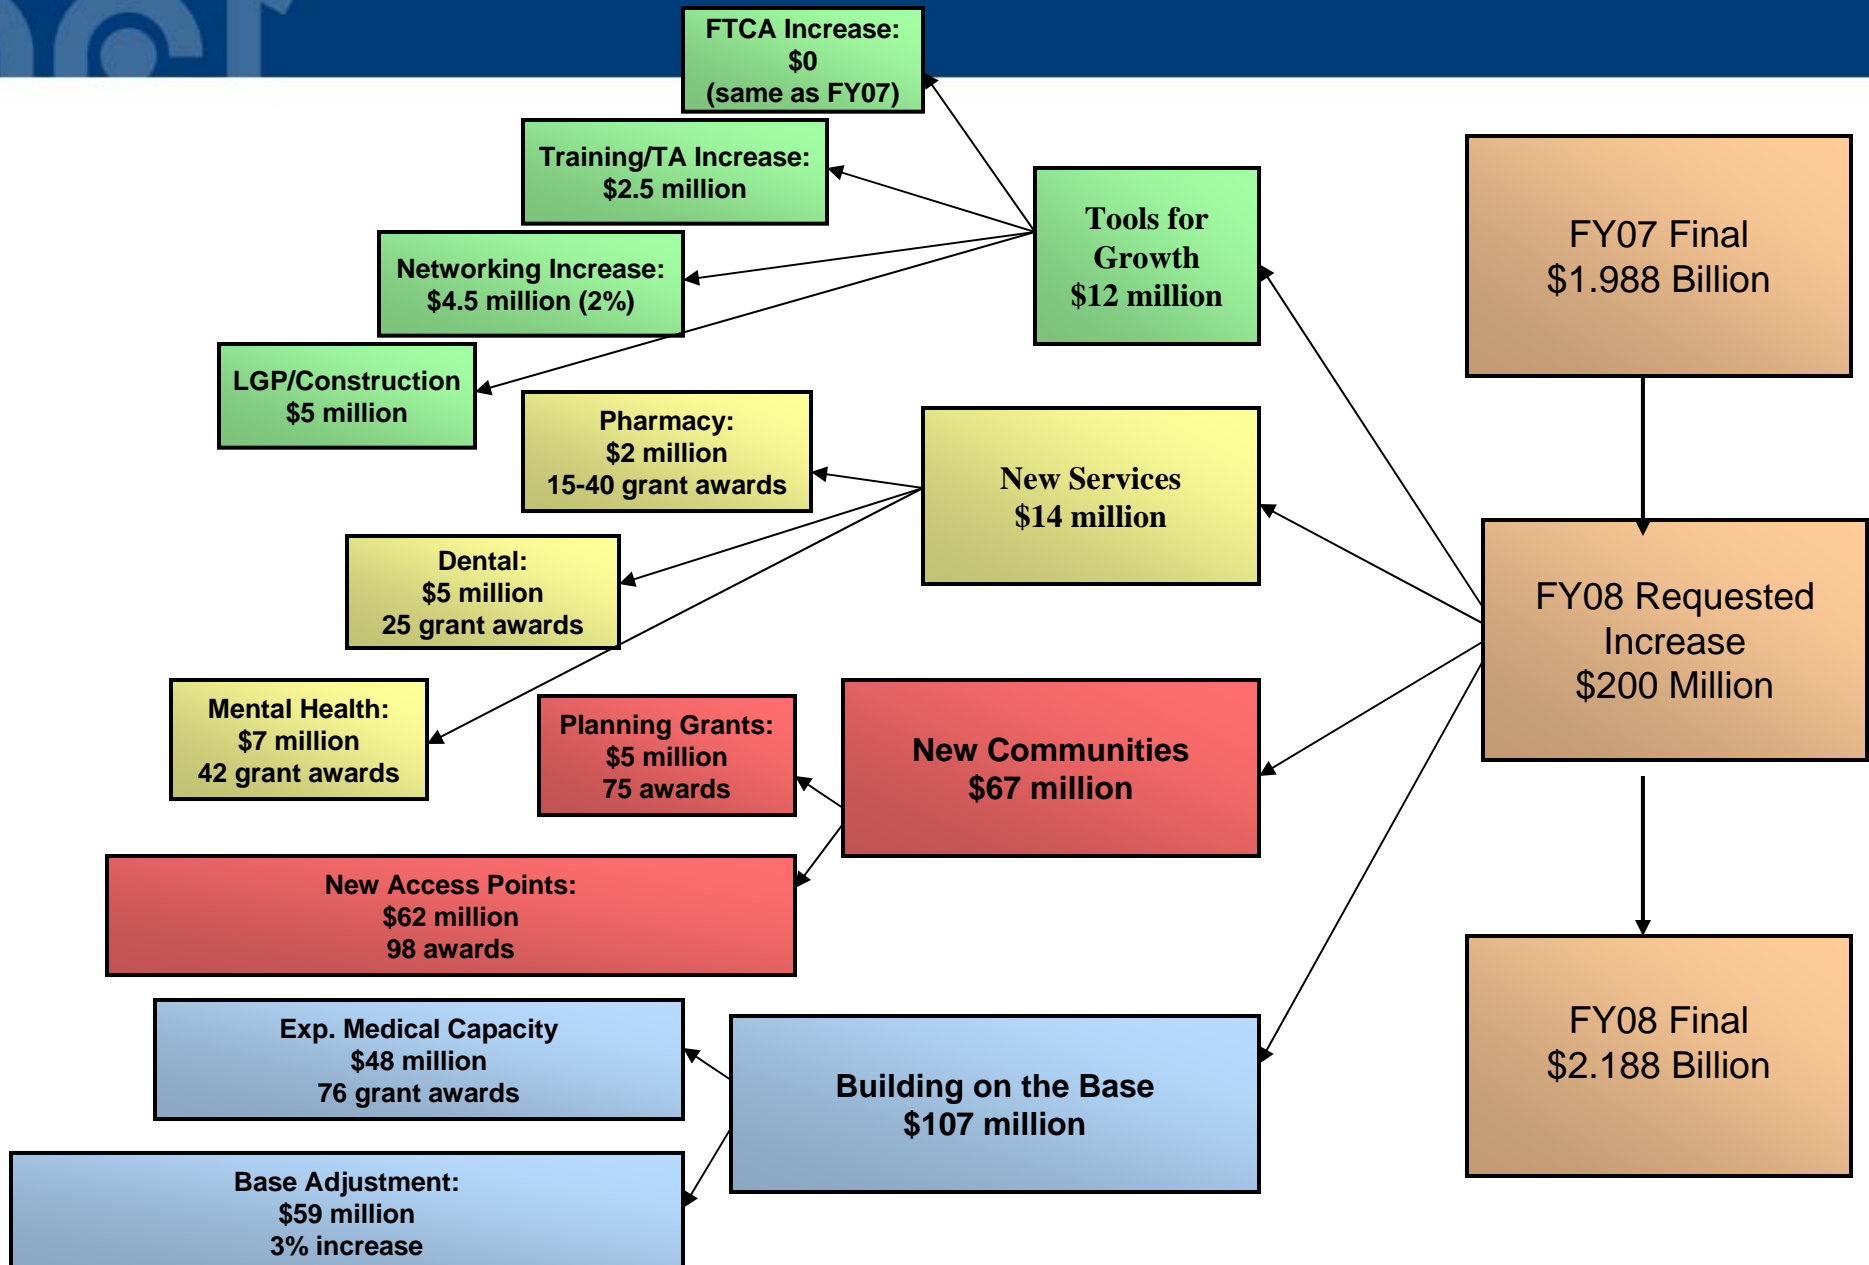 FTCA Increase:
$0
(same as FY07)
Training/TA Increase:
$2.5 million
Networking Increase:
$4.5 million (2%)
LGP/Construction
$5 million
Tools for
Growth
$12 million
FY07 Final
$1.988 Billion
Pharmacy:
$2 million
15-40 grant awards
Dental:
$5 million
25 grant awards
Mental Health:
$7 million
42 grant awards
New Services
$14 million
FY08 Requested
Increase
$200 Million
Planning Grants:
$5 million
75 awards
New Access Points:
$62 million
98 awards
New Communities
$67 million
Exp. Medical Capacity
$48 million
76 grant awards
Base Adjustment:
$59 million
3% increase
Building on the Base
$107 million
FY08 Final
$2.188 Billion